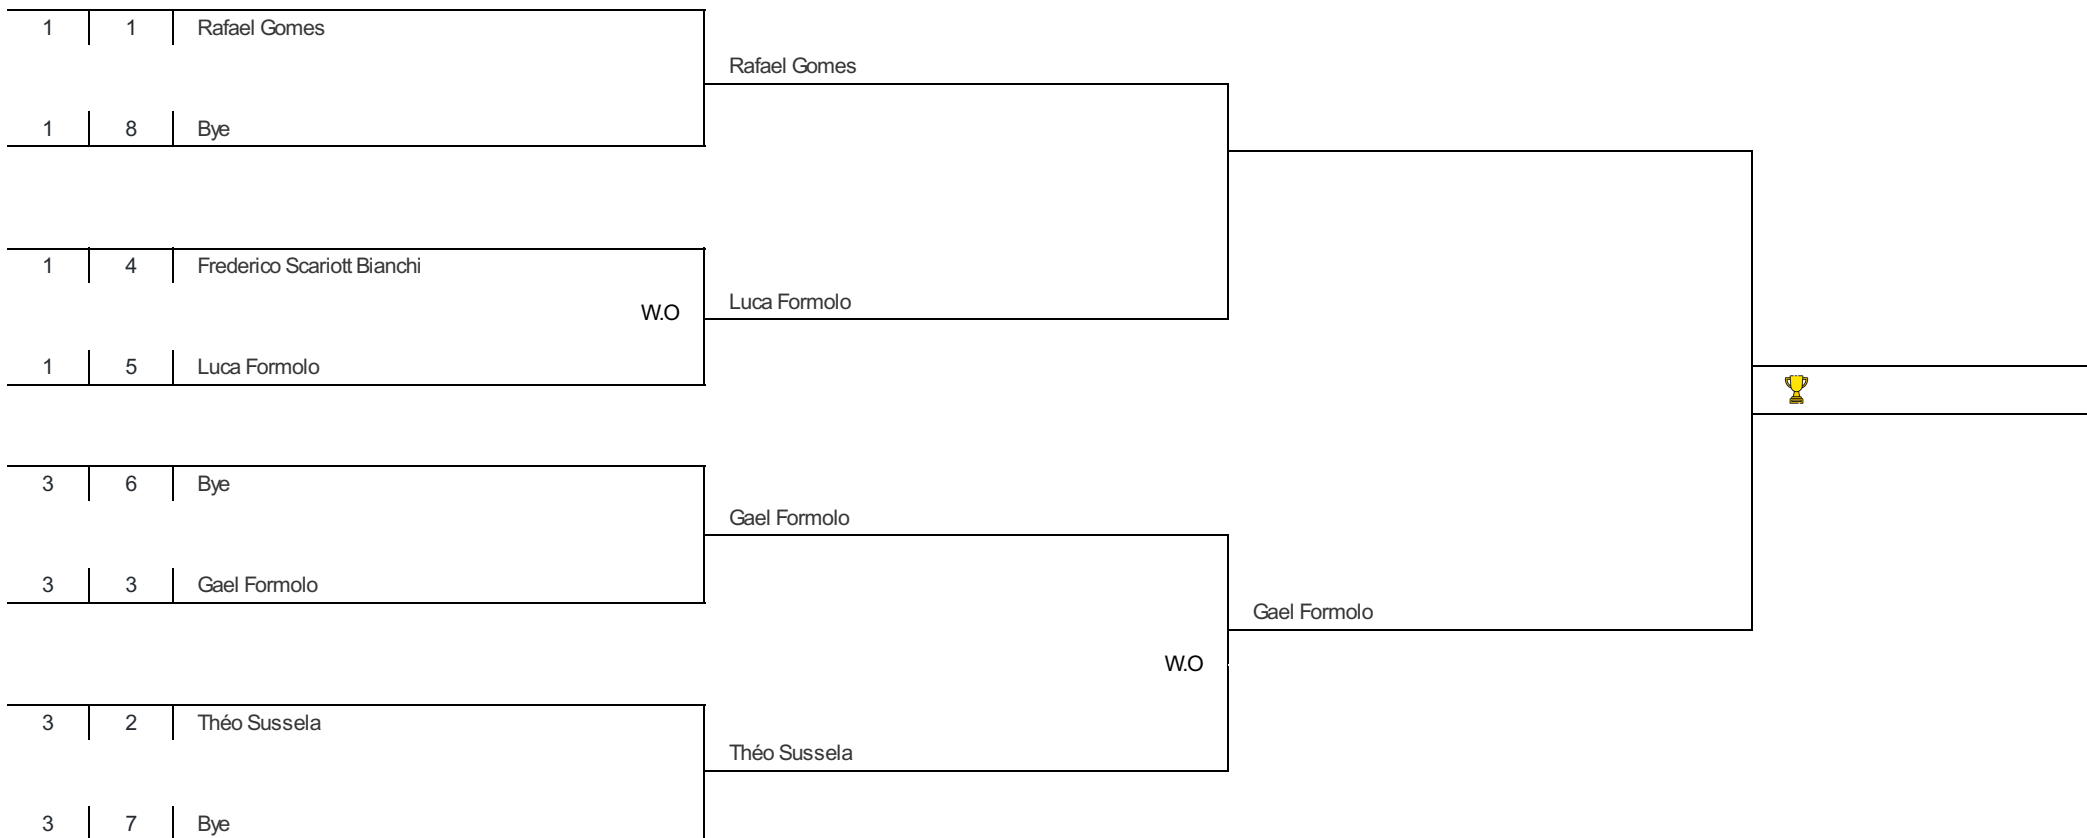 1 1 Rafael Gomes
Rafael Gomes
1 8 Bye
1 4 Frederico Scariott Bianchi
W.O
Luca Formolo
1 5 Luca Formolo
3 6 Bye
Gael Formolo
3 3 Gael Formolo
Gael Formolo
W.O
3 2 Théo Sussela
Théo Sussela
3 7 Bye